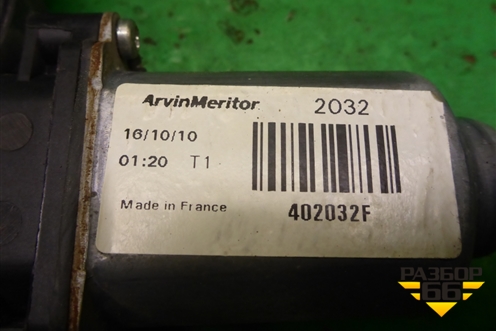 ArvinMeritor 2032
16/10/10
01:20 T1
Made in France
402032F
РАЗБОР
66